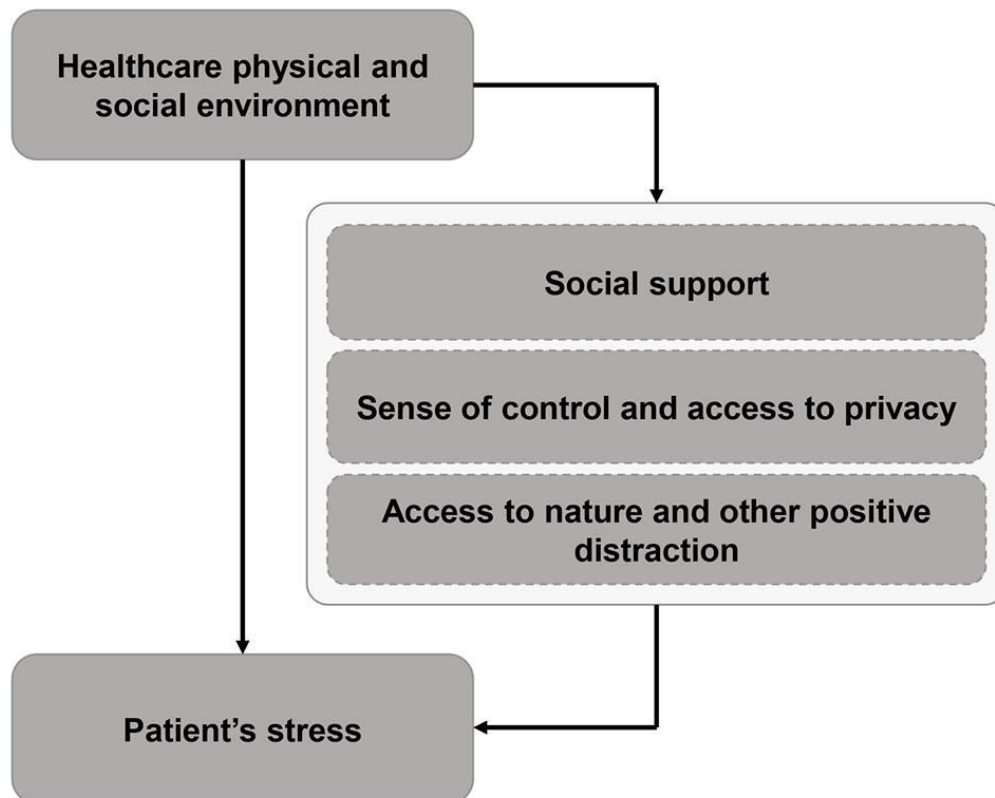 Healthcare physical and
social environment
Social support
Sense of control and access to privacy
Access to nature and other positive
distraction
Patient’s stress